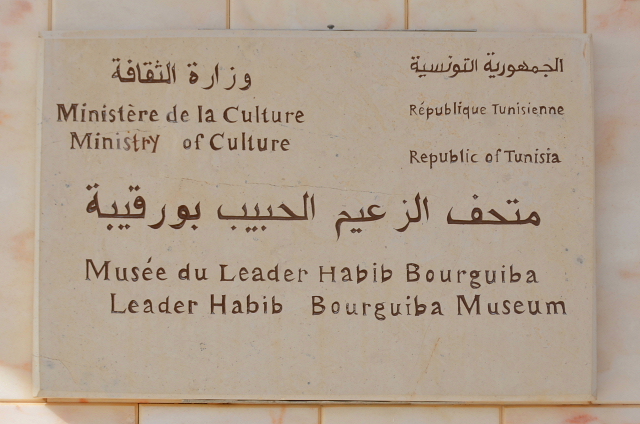 الجمهورية التونسية
République Tunisienne
Republic of Tunisia
وزارة الثقافة
Ministère de la Culture
Ministry of Culture
متحف الزعيم الحبيب بورقيبة
Musée du Leader Habib Bourguiba
Leader Habib Bourguiba Museum